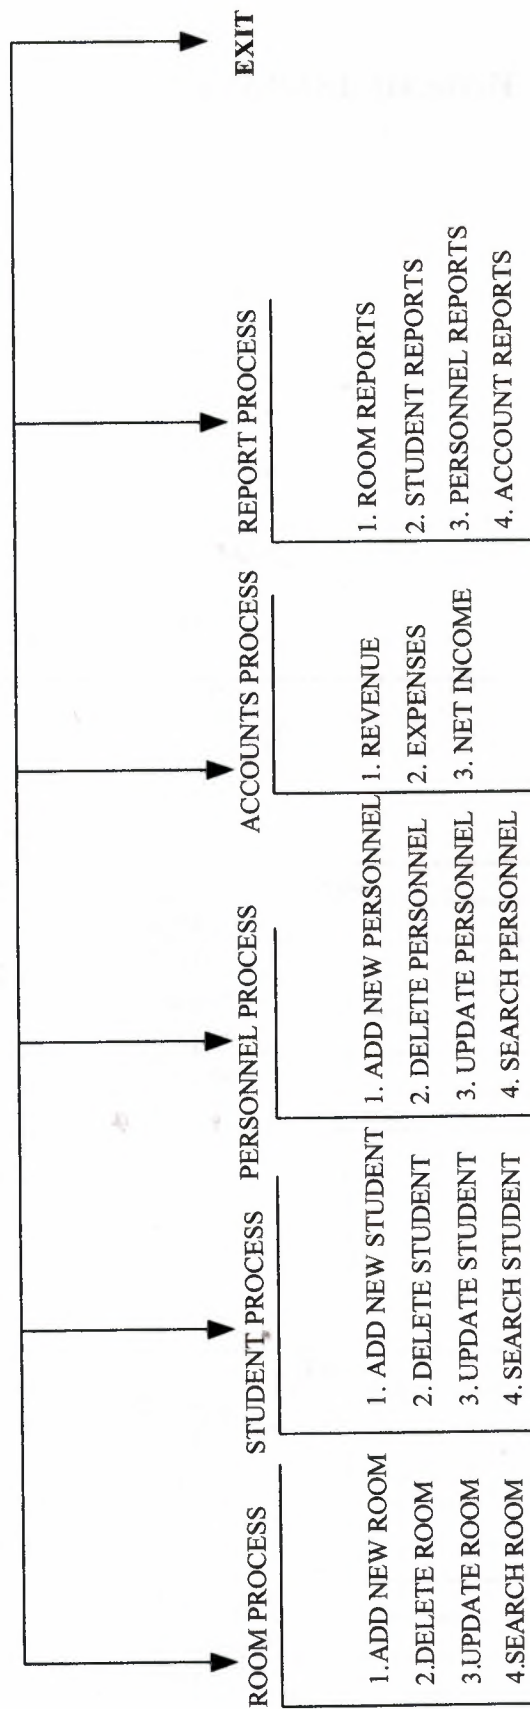 ROOM PROCESS
1.ADD NEW ROOM
2.DELETE ROOM
3.UPDATE ROOM
4.SEARCH ROOM
STUDENT PROCESS
1. ADD NEW STUDENT
2. DELETE STUDENT
3. UPDATE STUDENT
4. SEARCH STUDENT
PERSONNEL PROCESS
1. ADD NEW PERSONNEL
2. DELETE PERSONNEL
3. UPDATE PERSONNEL
4. SEARCH PERSONNEL
ACCOUNTS PROCESS
1. REVENUE
2. EXPENSES
3. NET INCOME
REPORT PROCESS
1. ROOM REPORTS
2. STUDENT REPORTS
3. PERSONNEL REPORTS
4. ACCOUNT REPORTS
EXIT